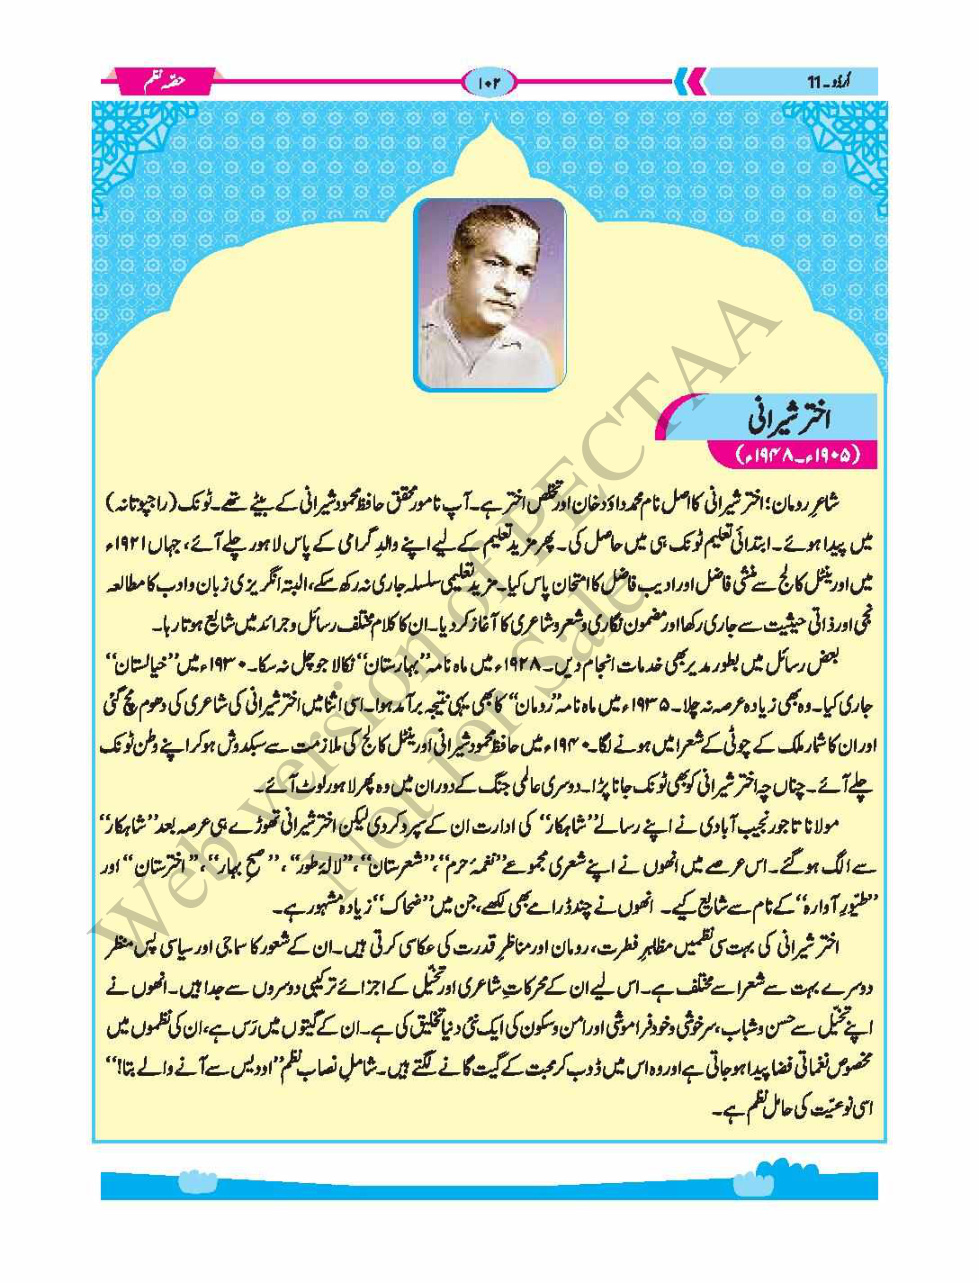 اُردُو۔ 11
۱۰۲
حصّہ نظم
اختر شیرانی
(۱۹۰۵ء۔۱۹۴۸ء)
شاعرِ رومان؛ اختر شیرانی کا اصل نام محمد داؤد خان اور تخلص اختر ہے۔ آپ نامور محقق حافظ محمود شیرانی کے بیٹے تھے۔ ٹونک (راجپوتانہ)
میں پیدا ہوئے۔ ابتدائی تعلیم ٹونک ہی میں حاصل کی۔ پھر مزید تعلیم کے لیے اپنے والدِ گرامی کے پاس لاہور چلے آئے، جہاں ۱۹۲۱ء
میں اورینٹل کالج سے منشی فاضل اور ادیب فاضل کا امتحان پاس کیا۔ مزید تعلیمی سلسلہ جاری نہ رکھ سکے، البتہ انگریزی زبان و ادب کا مطالعہ
نجی اور ذاتی حیثیت سے جاری رکھا اور مضمون نگاری و شعر و شاعری کا آغاز کر دیا۔ ان کا کلام مختلف رسائل و جرائد میں شایع ہوتا رہا۔
بعض رسائل میں بطور مدیر بھی خدمات انجام دیں۔ ۱۹۲۸ء میں ماہ نامہ ”بہارستان“ نکالا جو چل نہ سکا۔ ۱۹۳۰ء میں ”خیالستان“
جاری کیا۔ وہ بھی زیادہ عرصہ نہ چلا۔ ۱۹۳۵ء میں ماہ نامہ ”رُومان“ کا بھی یہی نتیجہ برآمد ہوا۔ اسی اثنا میں اختر شیرانی کی شاعری کی دھوم مچ گئی
اور ان کا شمار ملک کے چوٹی کے شعرا میں ہونے لگا۔ ۱۹۴۰ء میں حافظ محمود شیرانی اورینٹل کالج کی ملازمت سے سبکدوش ہو کر اپنے وطن ٹونک
چلے آئے۔ چناں چہ اختر شیرانی کو بھی ٹونک جانا پڑا۔ دوسری عالمی جنگ کے دوران میں وہ پھر لاہور لوٹ آئے۔
مولانا تاجور نجیب آبادی نے اپنے رسالے ”شاہکار“ کی ادارت ان کے سپرد کر دی لیکن اختر شیرانی تھوڑے ہی عرصہ بعد ”شاہکار“
سے الگ ہو گئے۔ اس عرصے میں انھوں نے اپنے شعری مجموعے ”نغمۂ حرم“، ”شعرستان“، ”لالۂ طور“، ”صبحِ بہار“، ”اخترستان“ اور
”طیّورِ آوارہ“ کے نام سے شایع کیے۔ انھوں نے چند ڈرامے بھی لکھے، جن میں ”ضحاک“ زیادہ مشہور ہے۔
اختر شیرانی کی بہت سی نظمیں مظاہرِ فطرت، رومان اور مناظرِ قدرت کی عکاسی کرتی ہیں۔ ان کے شعور کا سماجی اور سیاسی پس منظر
دوسرے بہت سے شعرا سے مختلف ہے۔ اس لیے ان کے محرکاتِ شاعری اور تخیّل کے اجزائے ترکیبی دوسروں سے جدا ہیں۔ انھوں نے
اپنے تخیّل سے حسن و شباب، سرخوشی و خود فراموشی اور امن و سکون کی ایک نئی دنیا تخلیق کی ہے۔ ان کے گیتوں میں رَس ہے، ان کی نظموں میں
مخصوص نغماتی فضا پیدا ہو جاتی ہے اور وہ اس میں ڈوب کر محبت کے گیت گانے لگتے ہیں۔ شاملِ نصاب نظم ”او دیس سے آنے والے بتا!“
اسی نوعیّت کی حامل نظم ہے۔
Web version of PECTAA
Not for Sale